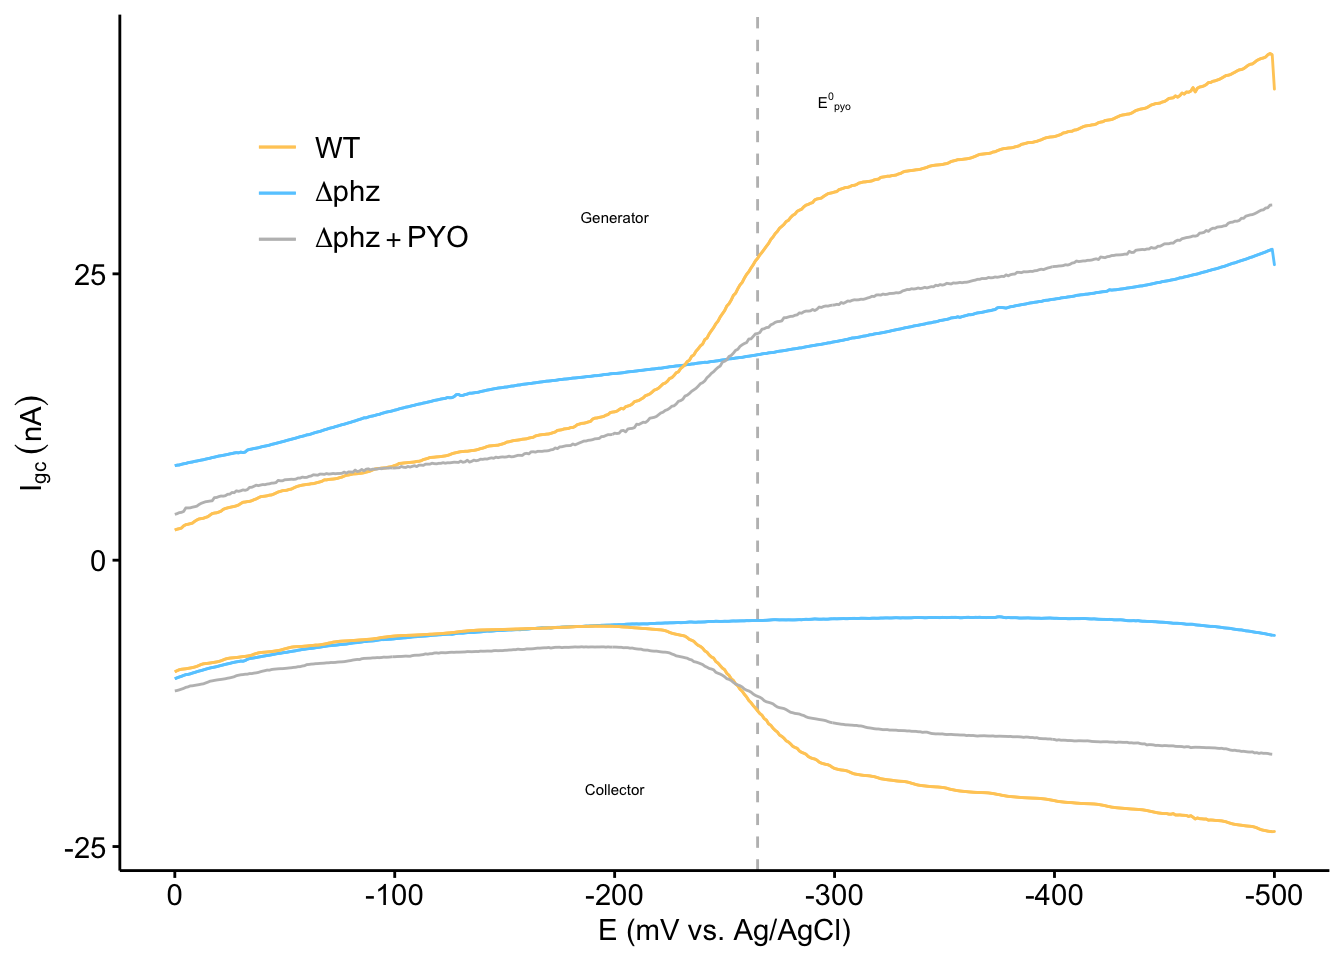 E⁰pyo
WT
Δphz
Δphz + PYO
Generator
Collector
25
0
-25
Igc (nA)
0
-100
-200
-300
-400
-500
E (mV vs. Ag/AgCl)